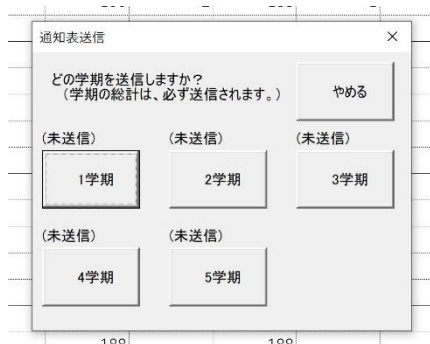 通知表送信
どの学期を送信しますか？
（学期の総計は、必ず送信されます。）
やめる
(未送信)
(未送信)
(未送信)
1学期
2学期
3学期
(未送信)
(未送信)
4学期
5学期